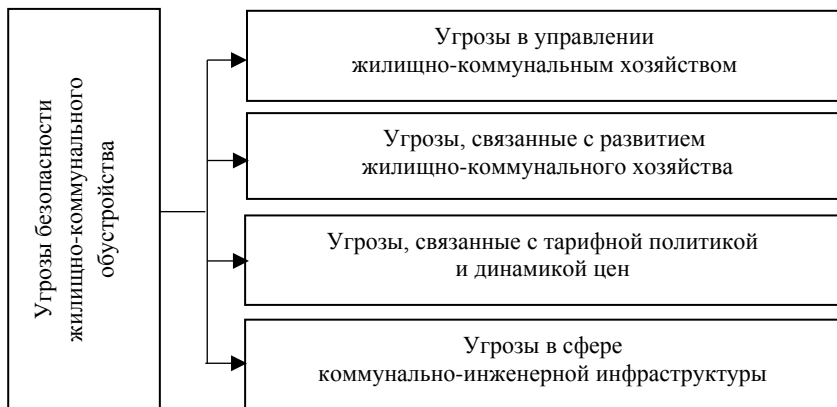 Угрозы безопасности
жилищно-коммунального
обустройства
Угрозы в управлении
жилищно-коммунальным хозяйством
Угрозы, связанные с развитием
жилищно-коммунального хозяйства
Угрозы, связанные с тарифной политикой
и динамикой цен
Угрозы в сфере
коммунально-инженерной инфраструктуры